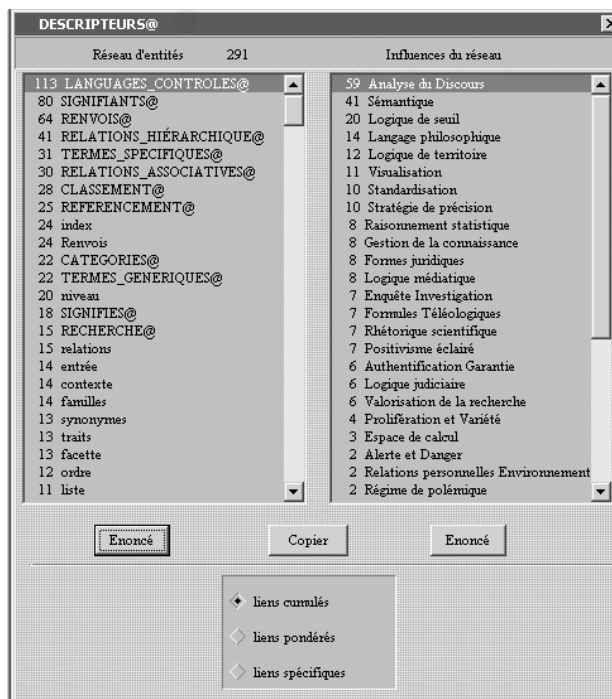 DESCRIPTEURS@
Réseau d'entités 291
Influences du réseau
113 LANGUAGES_CONTROLES@
80 SIGNIFIANTS@
64 RENVOIS@
41 RELATIONS_HIÉRARCHIQUE@
31 TERMES_SPECIFIQUES@
30 RELATIONS_ASSOCIATIVES@
28 CLASSEMENT@
25 REFERENCEMENT@
24 index
24 Renvois
22 CATEGORIES@
22 TERMES_GENERIQUES@
20 niveau
18 SIGNIFIES@
15 RECHERCHE@
15 relations
14 entrée
14 contexte
14 familles
13 synonymes
13 traits
13 facette
12 ordre
11 liste
59 Analyse du Discours
41 Sémantique
20 Logique de seuil
14 Langage philosophique
12 Logique de territoire
11 Visualisation
10 Standardisation
10 Stratégie de précision
8 Raisonnement statistique
8 Gestion de la connaissance
8 Formes juridiques
8 Logique médiatique
7 Enquête Investigation
7 Formules Téléologiques
7 Rhétorique scientifique
7 Positivisme éclairé
6 Authentification Garantie
6 Logique judiciaire
6 Valorisation de la recherche
4 Prolifération et Variété
3 Espace de calcul
2 Alerte et Danger
2 Relations personnelles Environnement
2 Régime de polémique
Enoncé
Copier
Enoncé
liens cumulés
liens pondérés
liens spécifiques